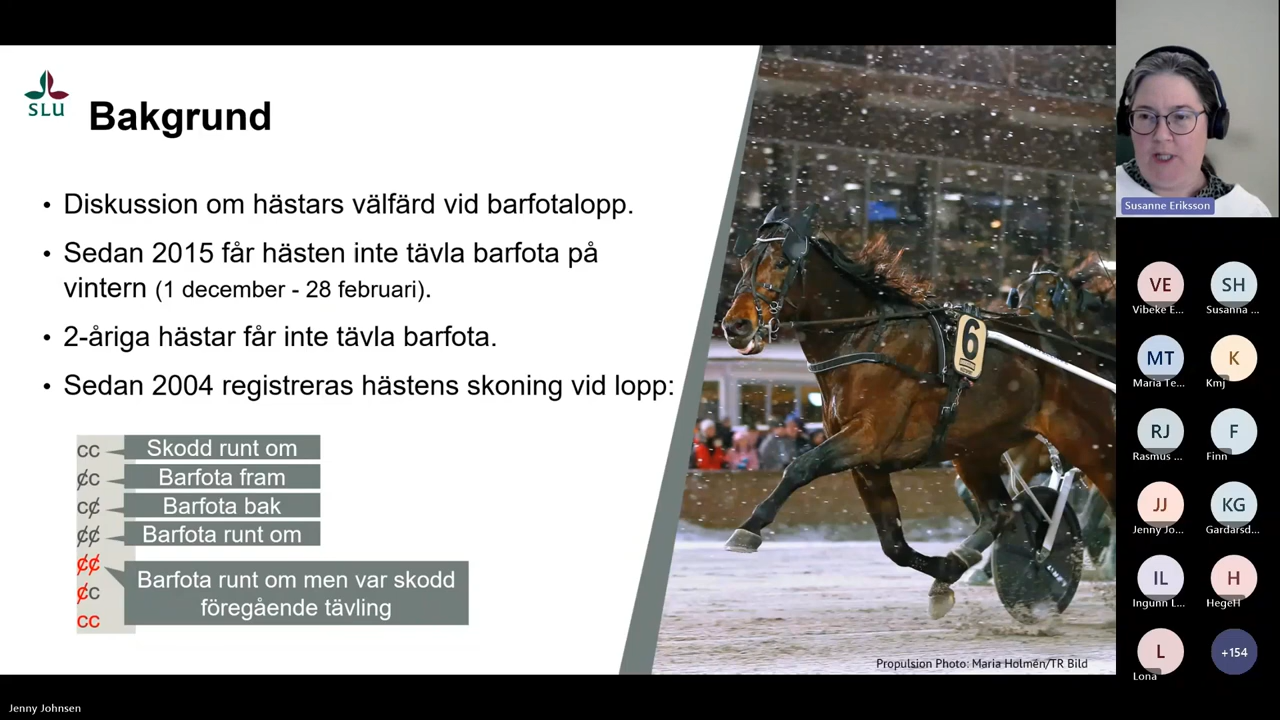 SLU
Bakgrund
• Diskussion om hästars välfärd vid barfotalopp.
• Sedan 2015 får hästen inte tävla barfota på
vintern (1 december - 28 februari).
• 2-åriga hästar får inte tävla barfota.
• Sedan 2004 registreras hästens skoning vid lopp:
cc Skodd runt om
¢c Barfota fram
c¢ Barfota bak
¢¢ Barfota runt om
¢¢
Barfota runt om men var skodd
föregående tävling
¢c
cc
6
Propulsion Photo: Maria Holmén/TR Bild
Susanne Eriksson
VE
Vibeke E...
SH
Susanna ...
MT
Maria Te...
K
Kmj
RJ
Rasmus ...
F
Finn
JJ
Jenny Jo...
KG
Gardarsd...
IL
Ingunn L...
H
HegeH
L
Lona
+154
Jenny Johnsen